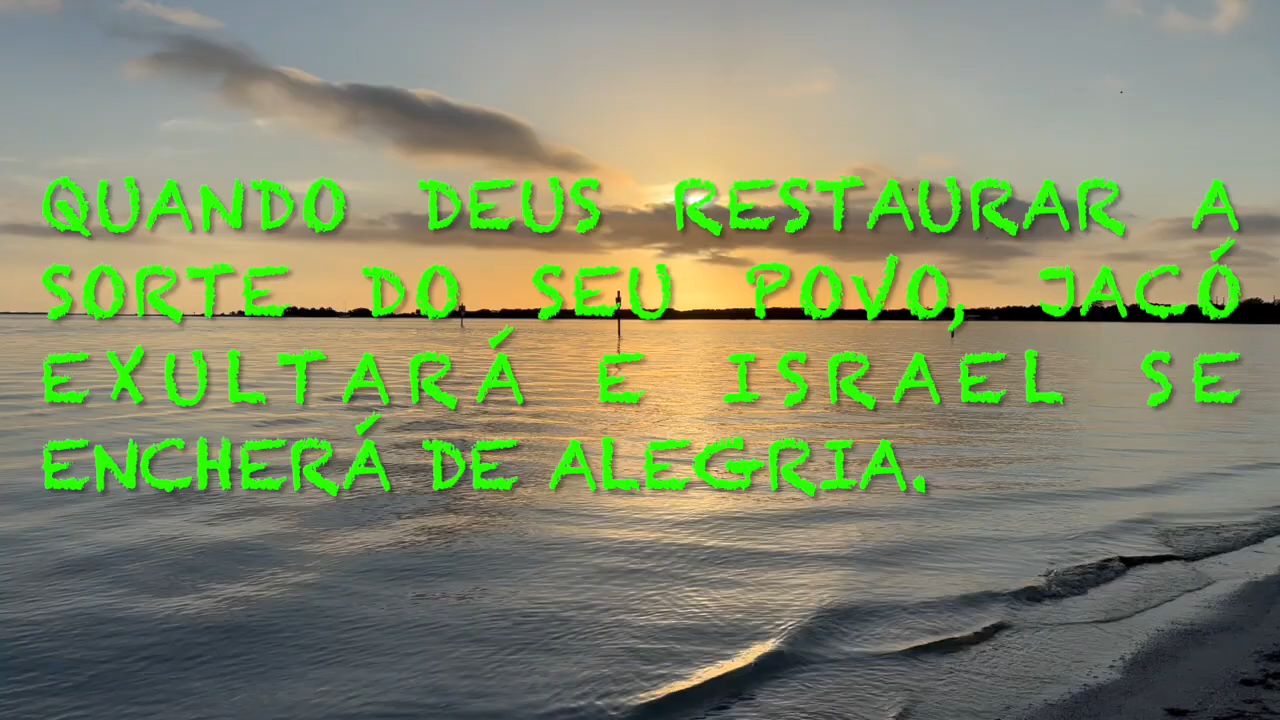 QUANDO DEUS RESTAURAR A
SORTE DO SEU POVO, JACÓ
EXULTARÁ E ISRAEL SE
ENCHERÁ DE ALEGRIA.